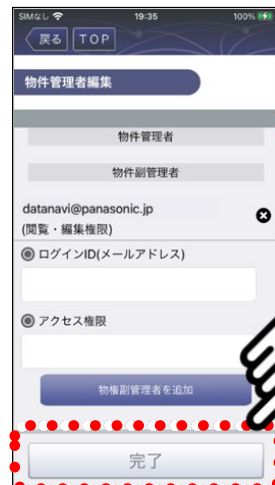 SIMなし 19:35 100%
戻る TOP
物件管理者編集
物件管理者
物件副管理者
datanavi@panasonic.jp
(閲覧・編集権限)
ログインID(メールアドレス)
アクセス権限
物権副管理者を追加
完了